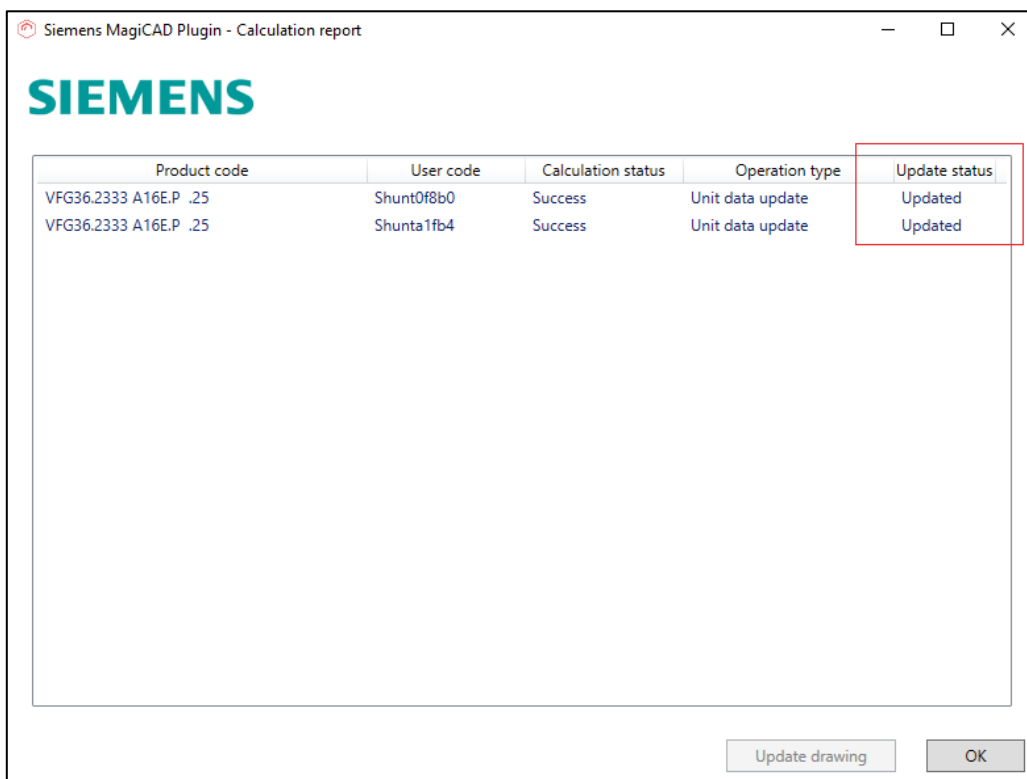 Siemens MagiCAD Plugin - Calculation report
SIEMENS
Product code User code Calculation status Operation type Update status
VFG36.2333 A16E.P .25 Shunt0f8b0 Success Unit data update Updated
VFG36.2333 A16E.P .25 Shunta1fb4 Success Unit data update Updated
Update drawing OK